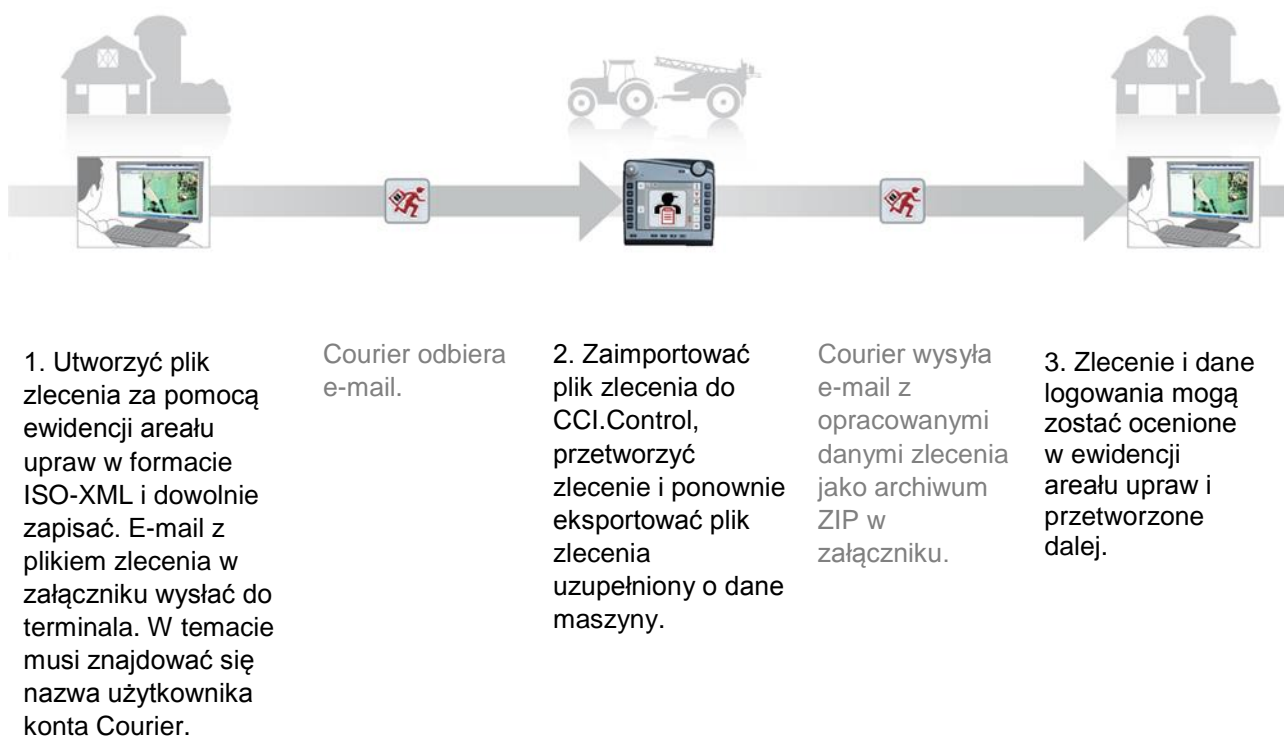 1. Utworzyć plik
zlecenia za pomocą
ewidencji areału
upraw w formacie
ISO-XML i dowolnie
zapisać. E-mail z
plikiem zlecenia w
załączniku wysłać do
terminala. W temacie
musi znajdować się
nazwa użytkownika
konta Courier.
Courier odbiera
e-mail.
2. Zaimportować
plik zlecenia do
CCI.Control,
przetworzyć
zlecenie i ponownie
eksportować plik
zlecenia
uzupełniony o dane
maszyny.
Courier wysyła
e-mail z
opracowanymi
danymi zlecenia
jako archiwum
ZIP w
załączniku.
3. Zlecenie i dane
logowania mogą
zostać ocenione
w ewidencji
areału upraw i
przetworzone
dalej.